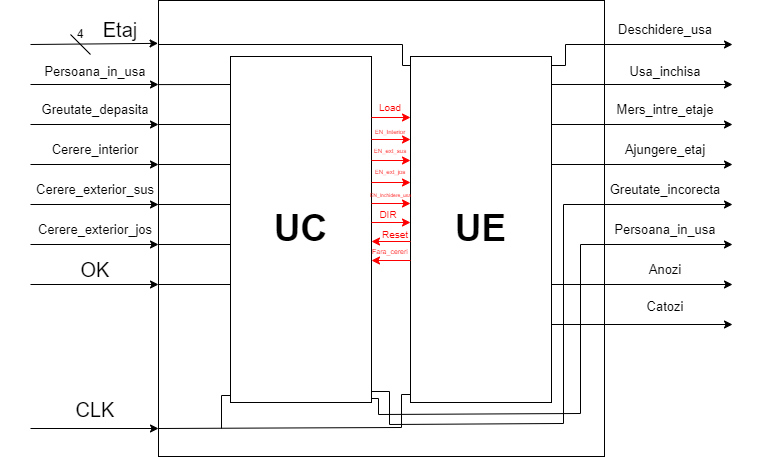 4
Etaj
Persoana_in_usa
Greutate_depasita
Cerere_interior
Cerere_exterior_sus
Cerere_exterior_jos
OK
CLK
UC
Load
EN_Interior
EN_ext_sus
EN_ext_jos
EN_Inchidere_usa
DIR
Reset
Fara_cereri
UE
Deschidere_usa
Usa_inchisa
Mers_intre_etaje
Ajungere_etaj
Greutate_incorecta
Persoana_in_usa
Anozi
Catozi